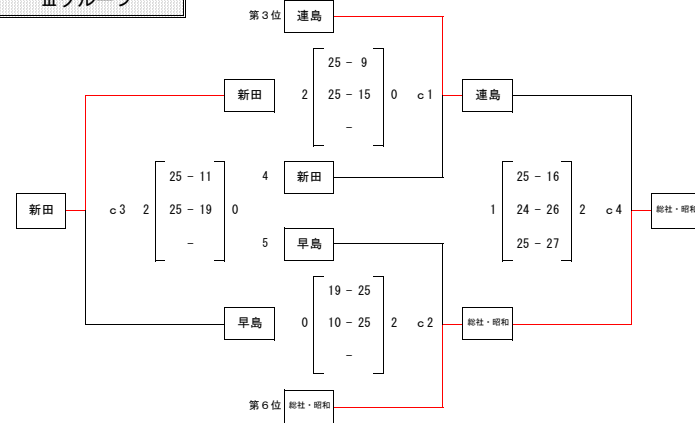 Ⅲグループ
第３位 連島
25 - 9
新田 2 25 - 15 0 ｃ1 連島
-
25 - 11 4 新田 25 - 16
新田 ｃ3 2 25 - 19 0 1 24 - 26 2 ｃ4 総社・昭和
- 5 早島 25 - 27
19 - 25
早島 0 10 - 25 2 ｃ2 総社・昭和
-
第６位 総社・昭和